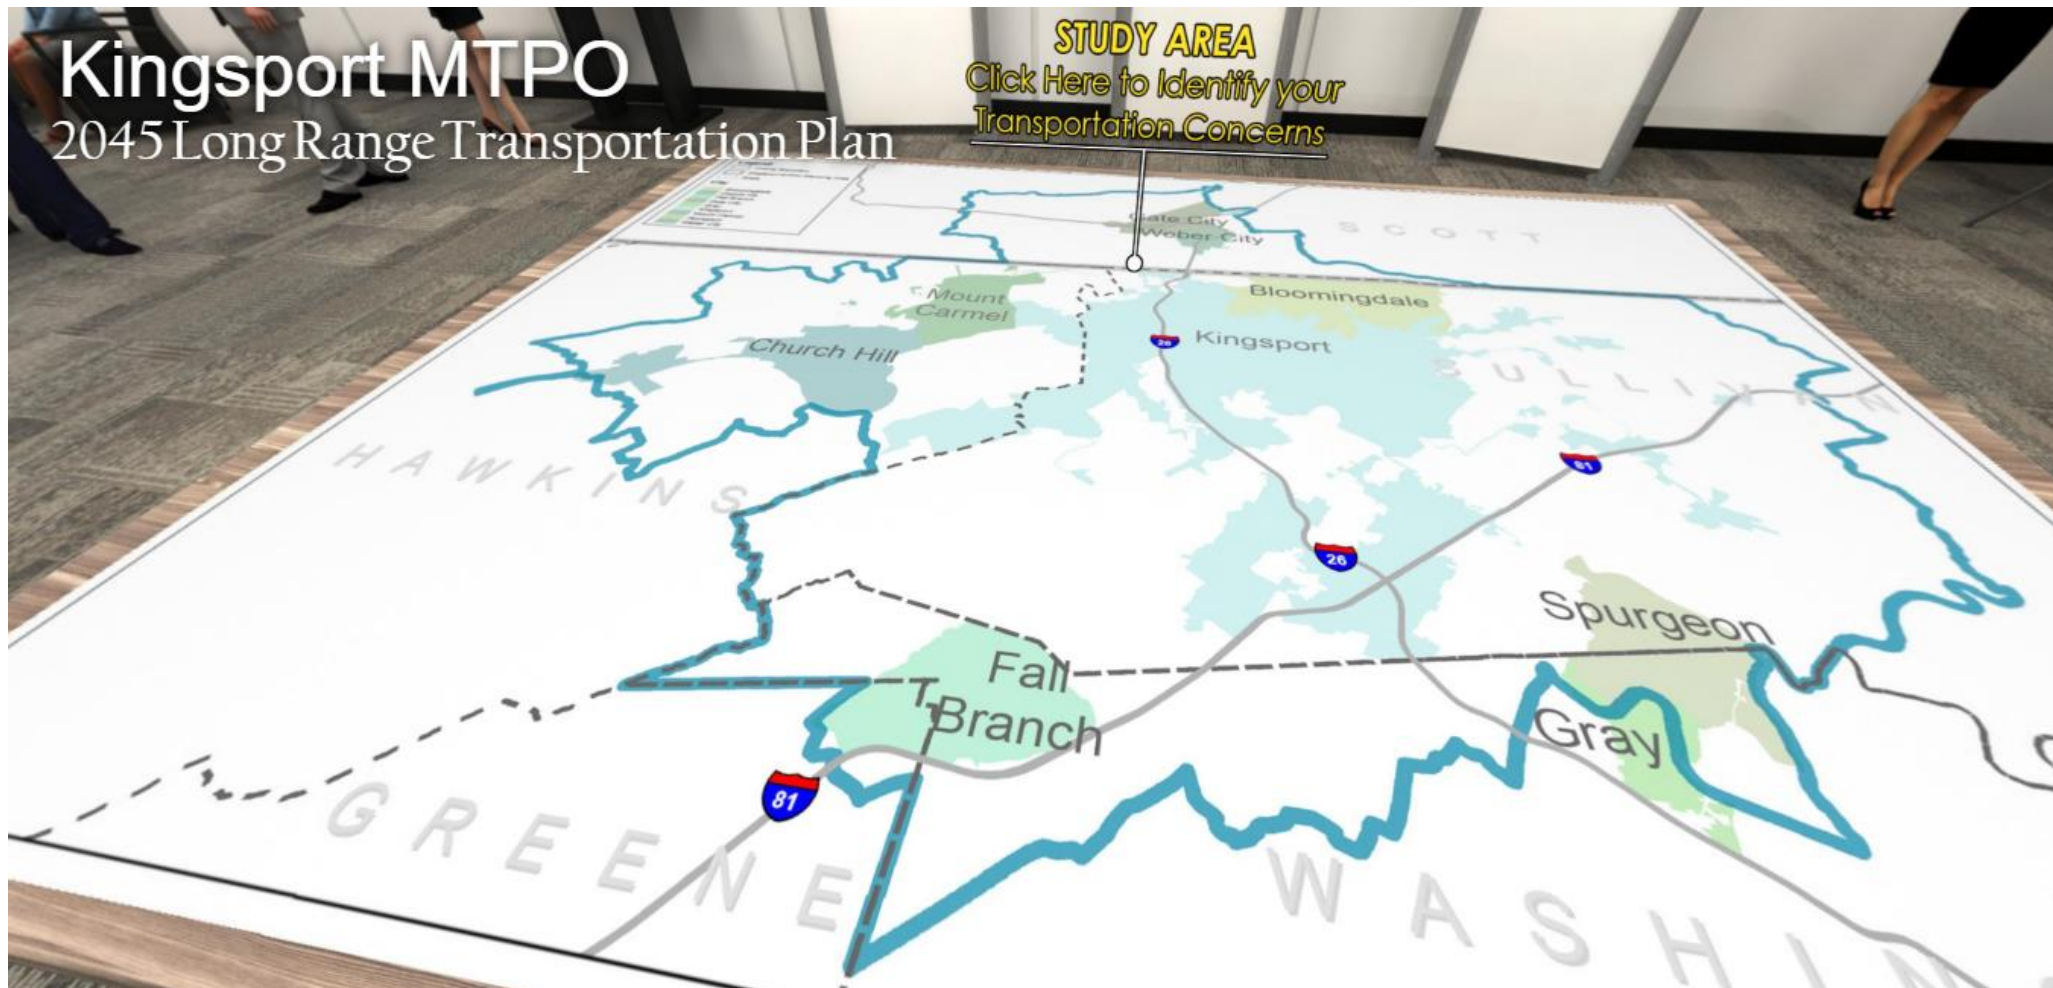 Kingsport MTPO
2045 Long Range Transportation Plan
STUDY AREA
Click Here to Identify your
Transportation Concerns
Gate City
Weber City
SCOTT
Mount
Carmel
Bloomingdale
Church Hill
26
Kingsport
SULLIVAN
HAWKINS
81
26
Spurgeon
Fall
Branch
Gray
81
GREENE
WASHIN